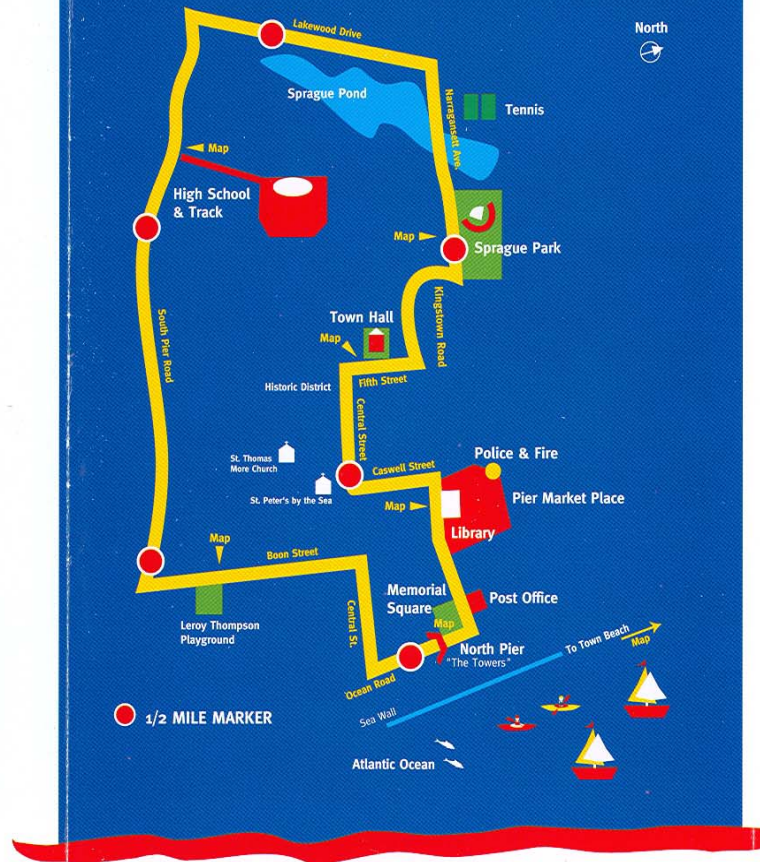 Lakewood Drive
North
Sprague Pond
Narragansett Ave.
Tennis
Map
High School
& Track
Map
Sprague Park
Kingstown Road
Town Hall
Map
South Pier Road
Fifth Street
Historic District
Central Street
St. Thomas
More Church
St. Peter's by the Sea
Caswell Street
Police & Fire
Map
Pier Market Place
Library
Map
Boon Street
Leroy Thompson
Playground
Central St.
Memorial
Square
Map
Post Office
North Pier
"The Towers"
Ocean Road
To Town Beach
Map
Sea Wall
1/2 MILE MARKER
Atlantic Ocean